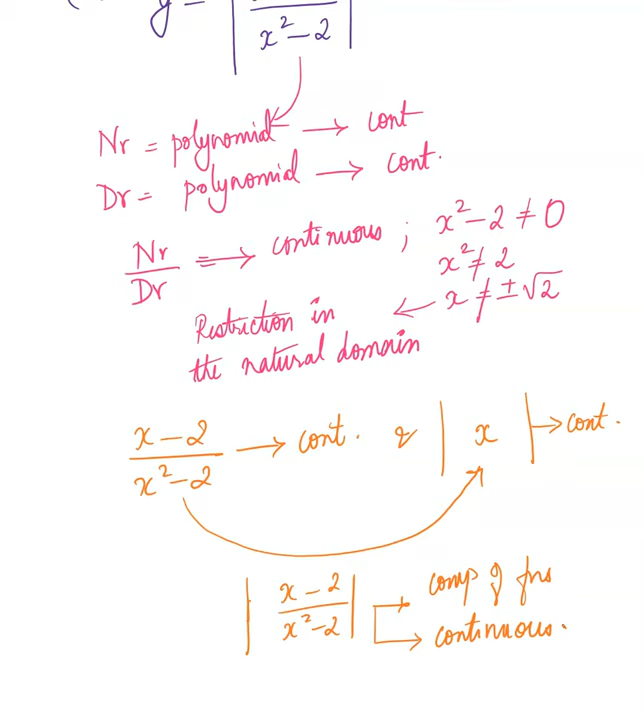 y = | x² - 2 |
Nr = polynomial → cont
Dr = polynomial → cont.
Nr/Dr ⟹ continuous ; x² - 2 ≠ 0
x² ≠ 2
Restriction in ← x ≠ ± √2
the natural domain
x - 2 / x² - 2 → cont. & | x | → cont.
| x - 2 / x² - 2 | → comp of fns
→ continuous.